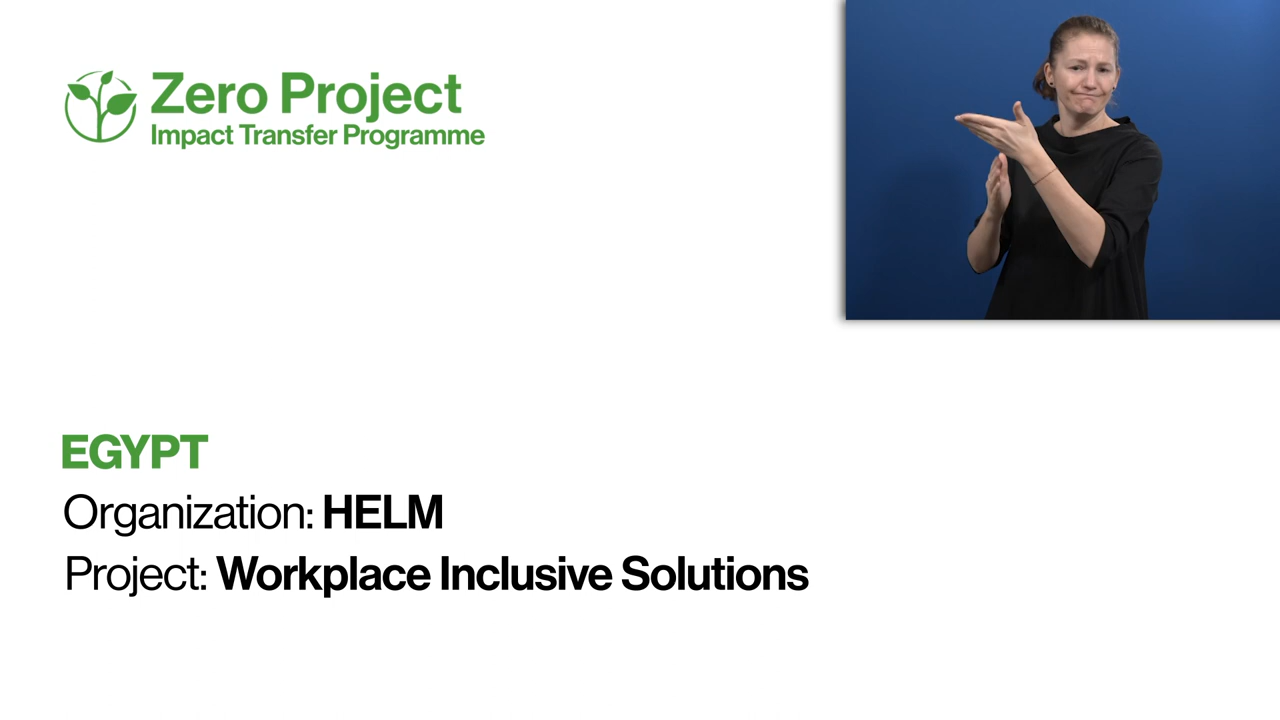 Zero Project
Impact Transfer Programme
EGYPT
Organization: HELM
Project: Workplace Inclusive Solutions